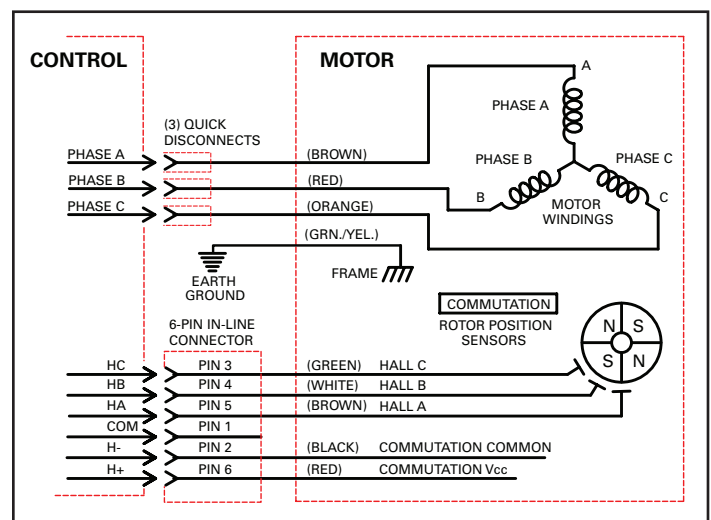 CONTROL
MOTOR
A
(3) QUICK
DISCONNECTS
PHASE A
PHASE A
(BROWN)
PHASE B
PHASE C
PHASE B
(RED)
B
C
MOTOR
WINDINGS
PHASE C
(ORANGE)
(GRN./YEL.)
EARTH
GROUND
FRAME
COMMUTATION
ROTOR POSITION
SENSORS
6-PIN IN-LINE
CONNECTOR
N S
S N
HC PIN 3 (GREEN) HALL C
HB PIN 4 (WHITE) HALL B
HA PIN 5 (BROWN) HALL A
COM PIN 1
H- PIN 2 (BLACK) COMMUTATION COMMON
H+ PIN 6 (RED) COMMUTATION Vcc